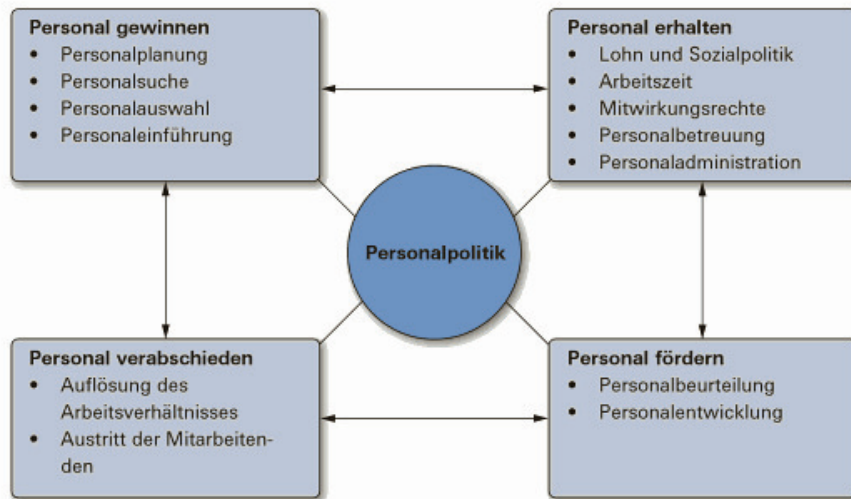 Personal gewinnen
• Personalplanung
• Personalsuche
• Personalauswahl
• Personaleinführung
Personal erhalten
• Lohn und Sozialpolitik
• Arbeitszeit
• Mitwirkungsrechte
• Personalbetreuung
• Personaladministration
Personalpolitik
Personal verabschieden
• Auflösung des
Arbeitsverhältnisses
• Austritt der Mitarbeiten-
den
Personal fördern
• Personalbeurteilung
• Personalentwicklung